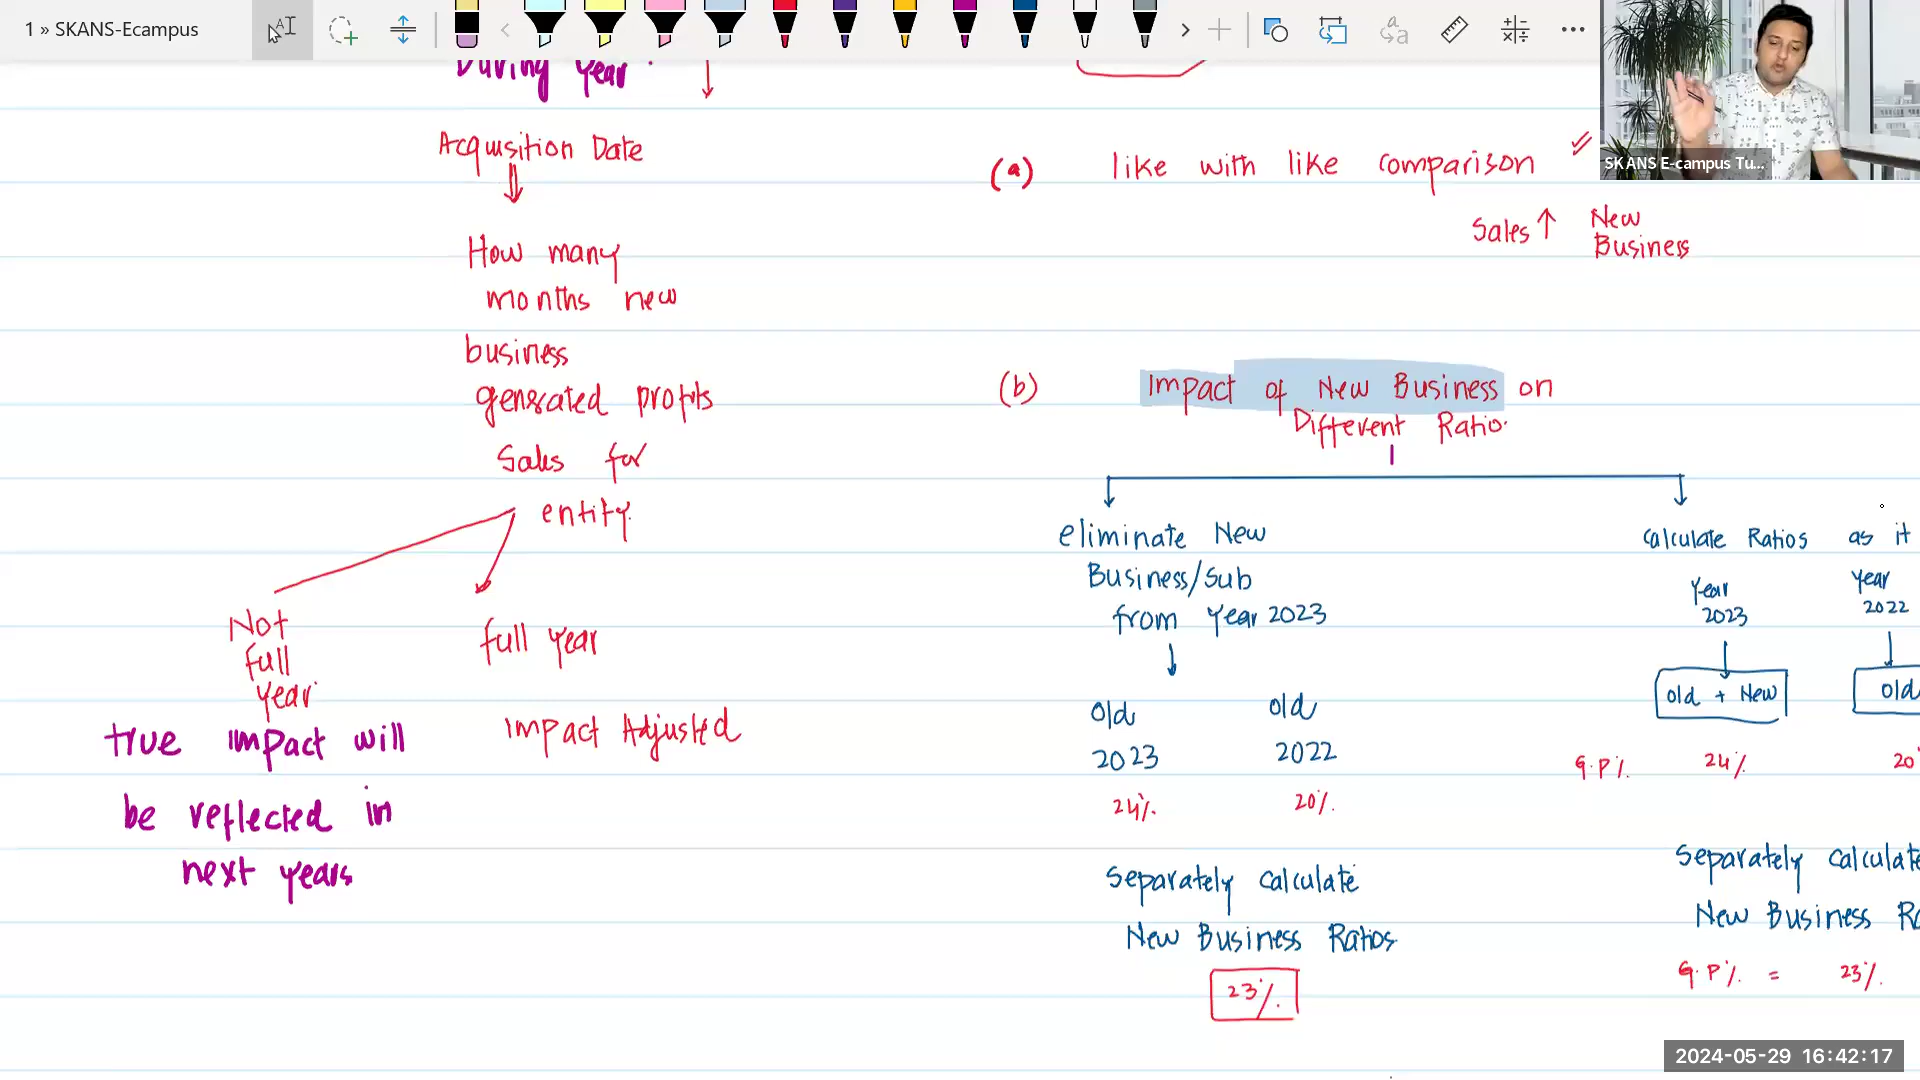 1 » SKANS-Ecampus
SKANS E-campus Tu...
During Year
Acquisition Date
How many
months new
business
generated profits
Sales for
entity.
Not
full
year
full year
true impact will
be reflected in
next years
Impact Adjusted
(a) like with like comparison
Sales ↑ New
Business
(b) Impact of New Business on
Different Ratio.
eliminate New
Business/Sub
from Year 2023
old old
2023 2022
24% 20%.
Separately calculate
New Business Ratios
23%.
Calculate Ratios as it
Year Year
2023 2022
old + New old
G.P%. 24% 20
Separately calculate
New Business
G.P%. = 23%.
2024-05-29 16:42:17